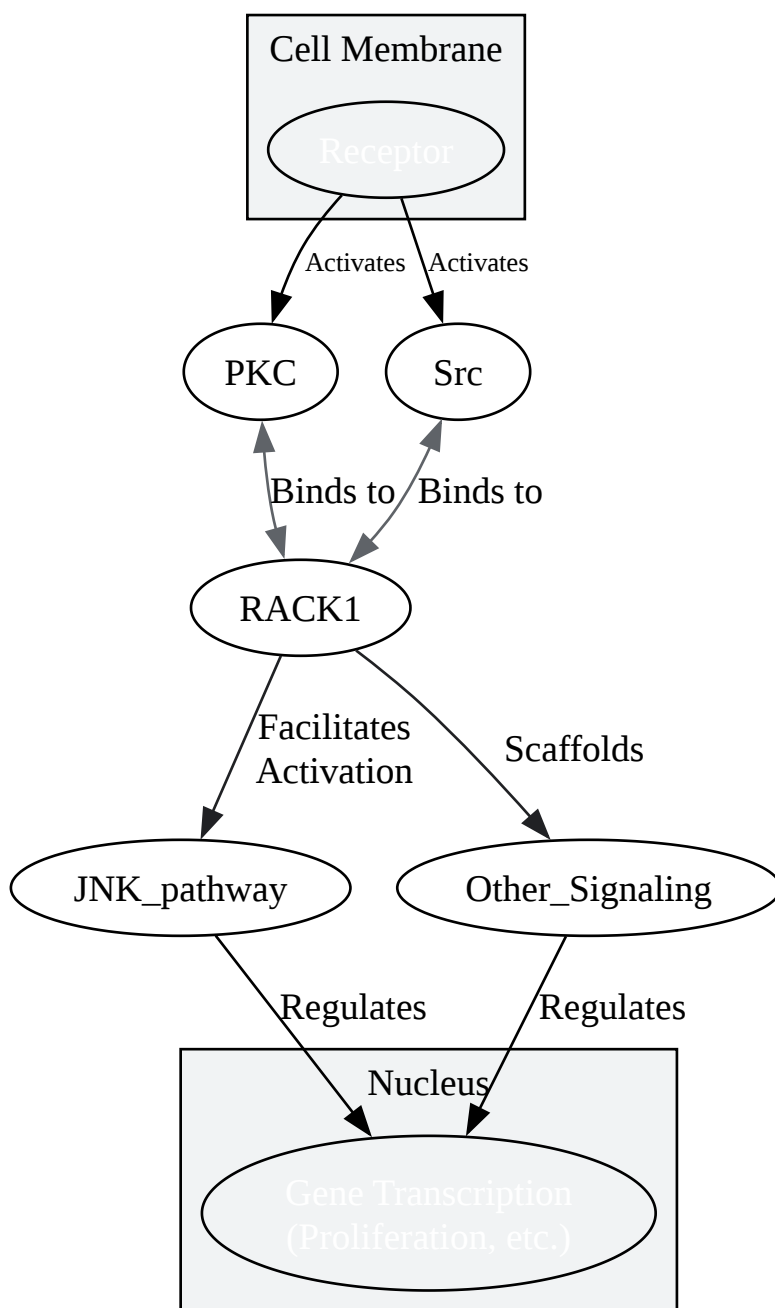 Cell Membrane
Receptor
Activates
Activates
PKC
Src
Binds to
Binds to
RACK1
Facilitates
Activation
Scaffolds
JNK_pathway
Other_Signaling
Regulates
Regulates
Nucleus
Gene Transcription
(Proliferation, etc.)